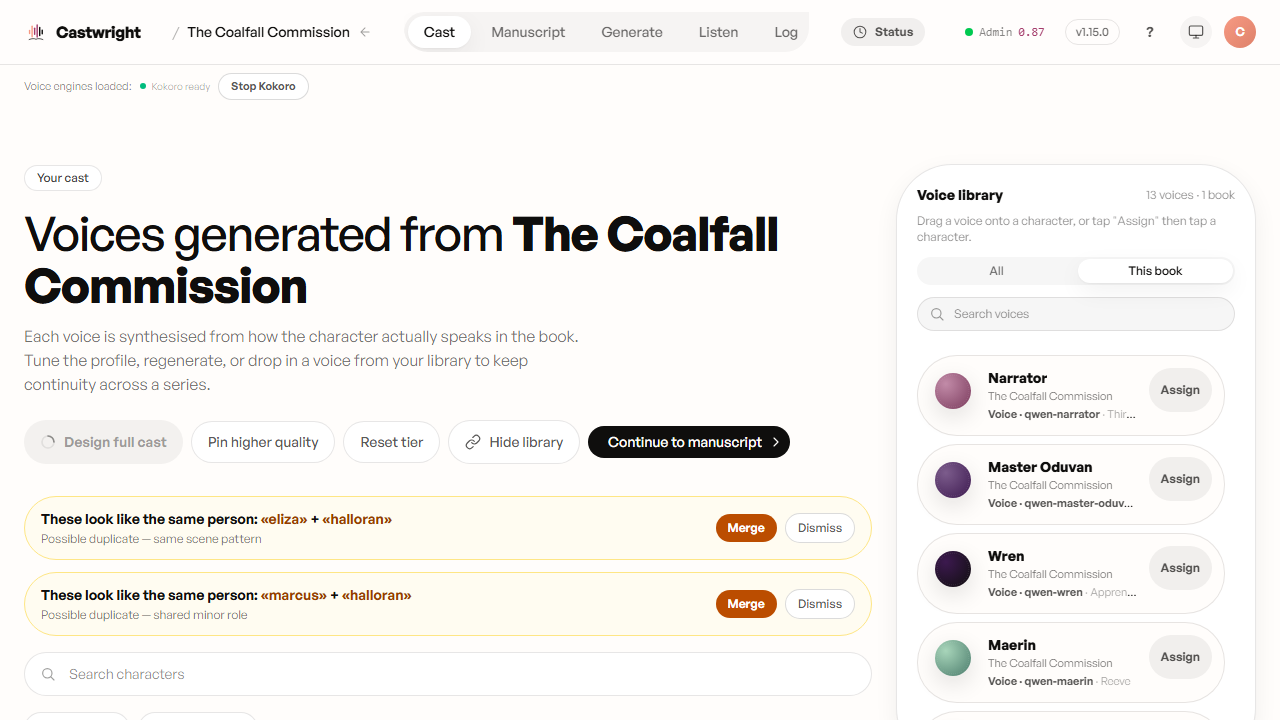 Castwright
/ The Coalfall Commission ←
Cast
Manuscript
Generate
Listen
Log
Status
Admin 0.87
v1.15.0
?
C
Voice engines loaded:
Kokoro ready
Stop Kokoro
Your cast
Voices generated from The Coalfall
Commission
Each voice is synthesised from how the character actually speaks in the book.
Tune the profile, regenerate, or drop in a voice from your library to keep
continuity across a series.
Design full cast
Pin higher quality
Reset tier
Hide library
Continue to manuscript
These look like the same person: «eliza» + «halloran»
Possible duplicate — same scene pattern
Merge
Dismiss
These look like the same person: «marcus» + «halloran»
Possible duplicate — shared minor role
Merge
Dismiss
Search characters
Voice library
13 voices · 1 book
Drag a voice onto a character, or tap "Assign" then tap a
character.
All
This book
Search voices
Narrator
The Coalfall Commission
Voice · qwen-narrator · Thir...
Assign
Master Oduvan
The Coalfall Commission
Voice · qwen-master-oduv...
Assign
Wren
The Coalfall Commission
Voice · qwen-wren · Appron...
Assign
Maerin
The Coalfall Commission
Voice · qwen-maerin · Reeve
Assign